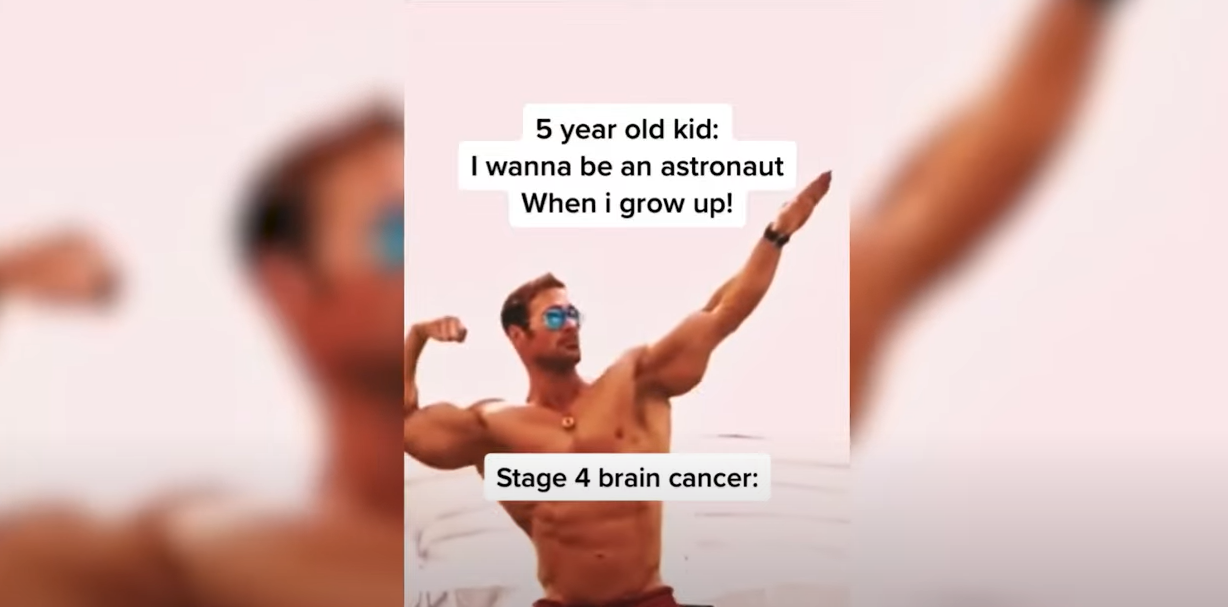 5 year old kid:
I wanna be an astronaut
When i grow up!
Stage 4 brain cancer: